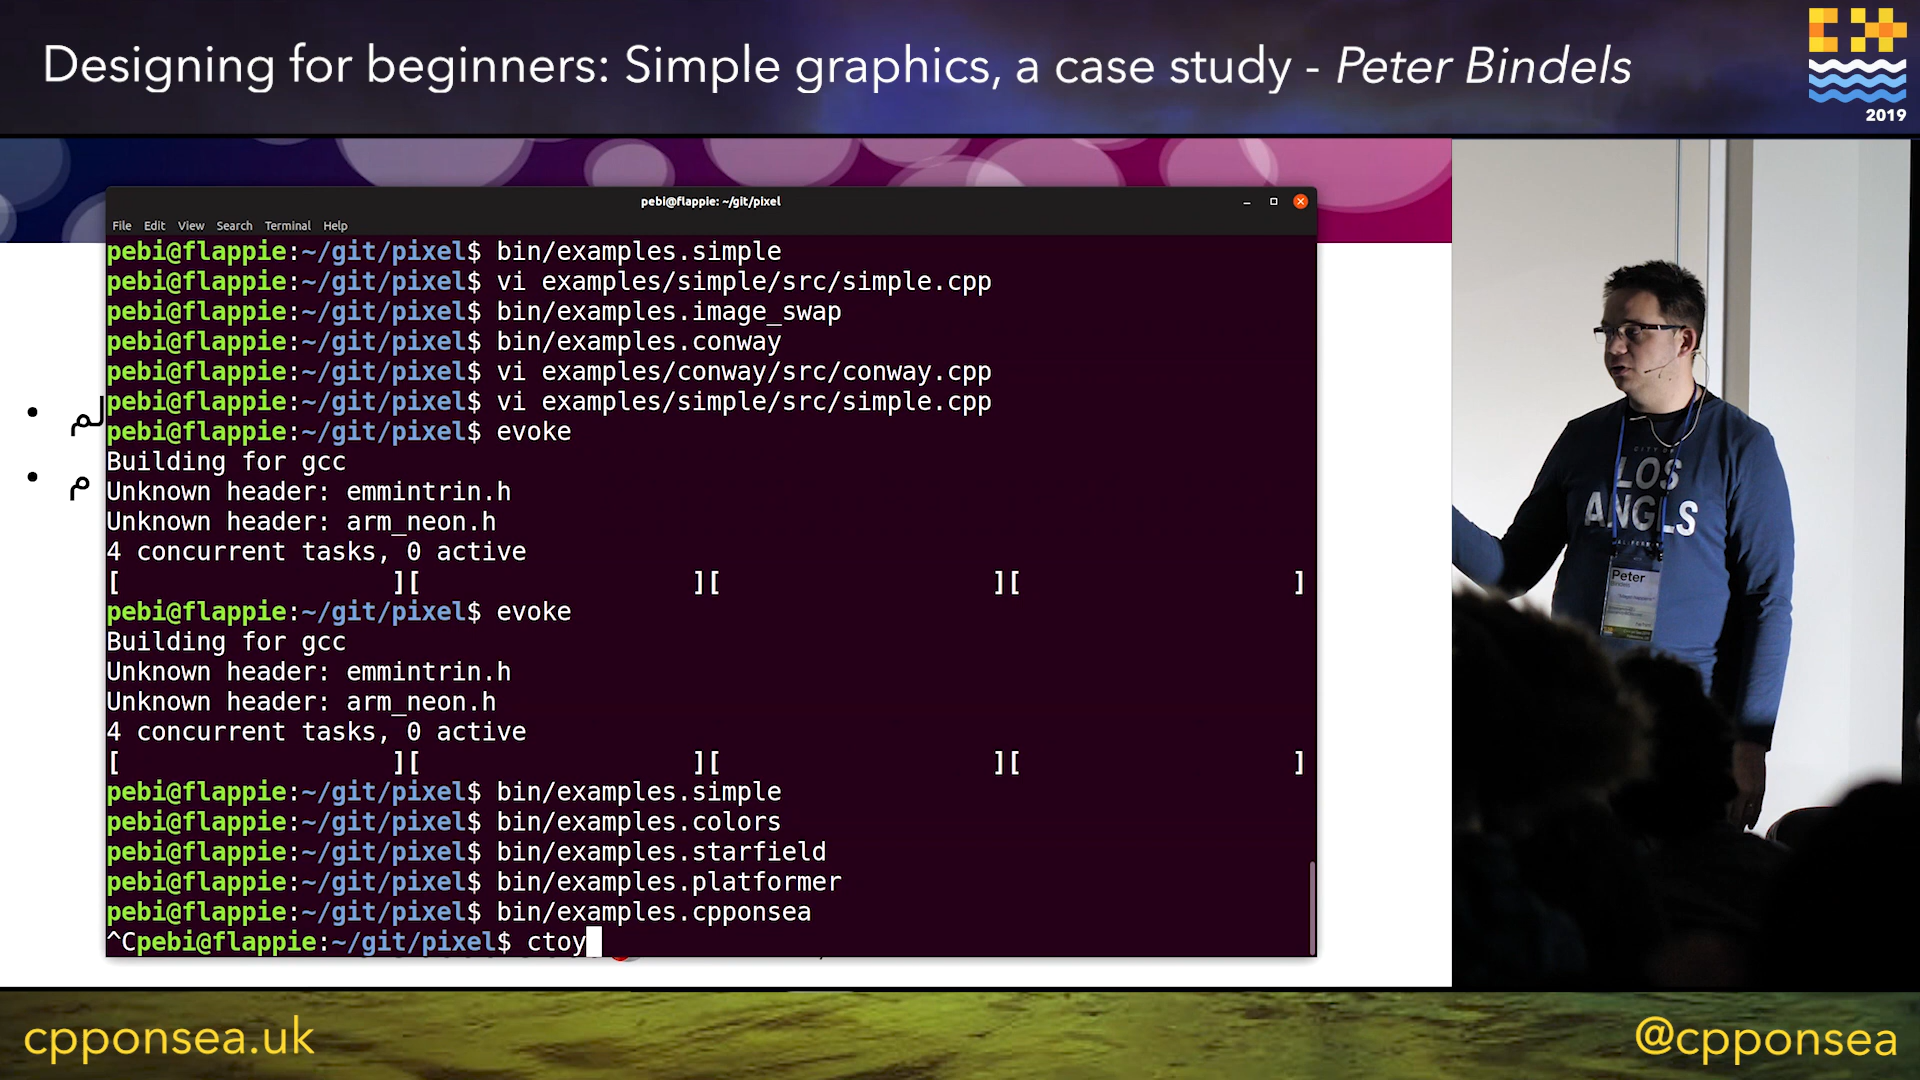 Designing for beginners: Simple graphics, a case study - Peter Bindels
2019
pebi@flappie: ~/git/pixel
File Edit View Search Terminal Help
pebi@flappie:~/git/pixel$ bin/examples.simple
pebi@flappie:~/git/pixel$ vi examples/simple/src/simple.cpp
pebi@flappie:~/git/pixel$ bin/examples.image_swap
pebi@flappie:~/git/pixel$ bin/examples.conway
pebi@flappie:~/git/pixel$ vi examples/conway/src/conway.cpp
pebi@flappie:~/git/pixel$ vi examples/simple/src/simple.cpp
pebi@flappie:~/git/pixel$ evoke
Building for gcc
Unknown header: emmintrin.h
Unknown header: arm_neon.h
4 concurrent tasks, 0 active
[ ][ ][ ][ ]
pebi@flappie:~/git/pixel$ evoke
Building for gcc
Unknown header: emmintrin.h
Unknown header: arm_neon.h
4 concurrent tasks, 0 active
[ ][ ][ ][ ]
pebi@flappie:~/git/pixel$ bin/examples.simple
pebi@flappie:~/git/pixel$ bin/examples.colors
pebi@flappie:~/git/pixel$ bin/examples.starfield
pebi@flappie:~/git/pixel$ bin/examples.platformer
pebi@flappie:~/git/pixel$ bin/examples.cpponsea
^Cpebi@flappie:~/git/pixel$ ctoy
LOS
ANGLS
Peter
Bindels
cpponsea.uk
@cpponsea